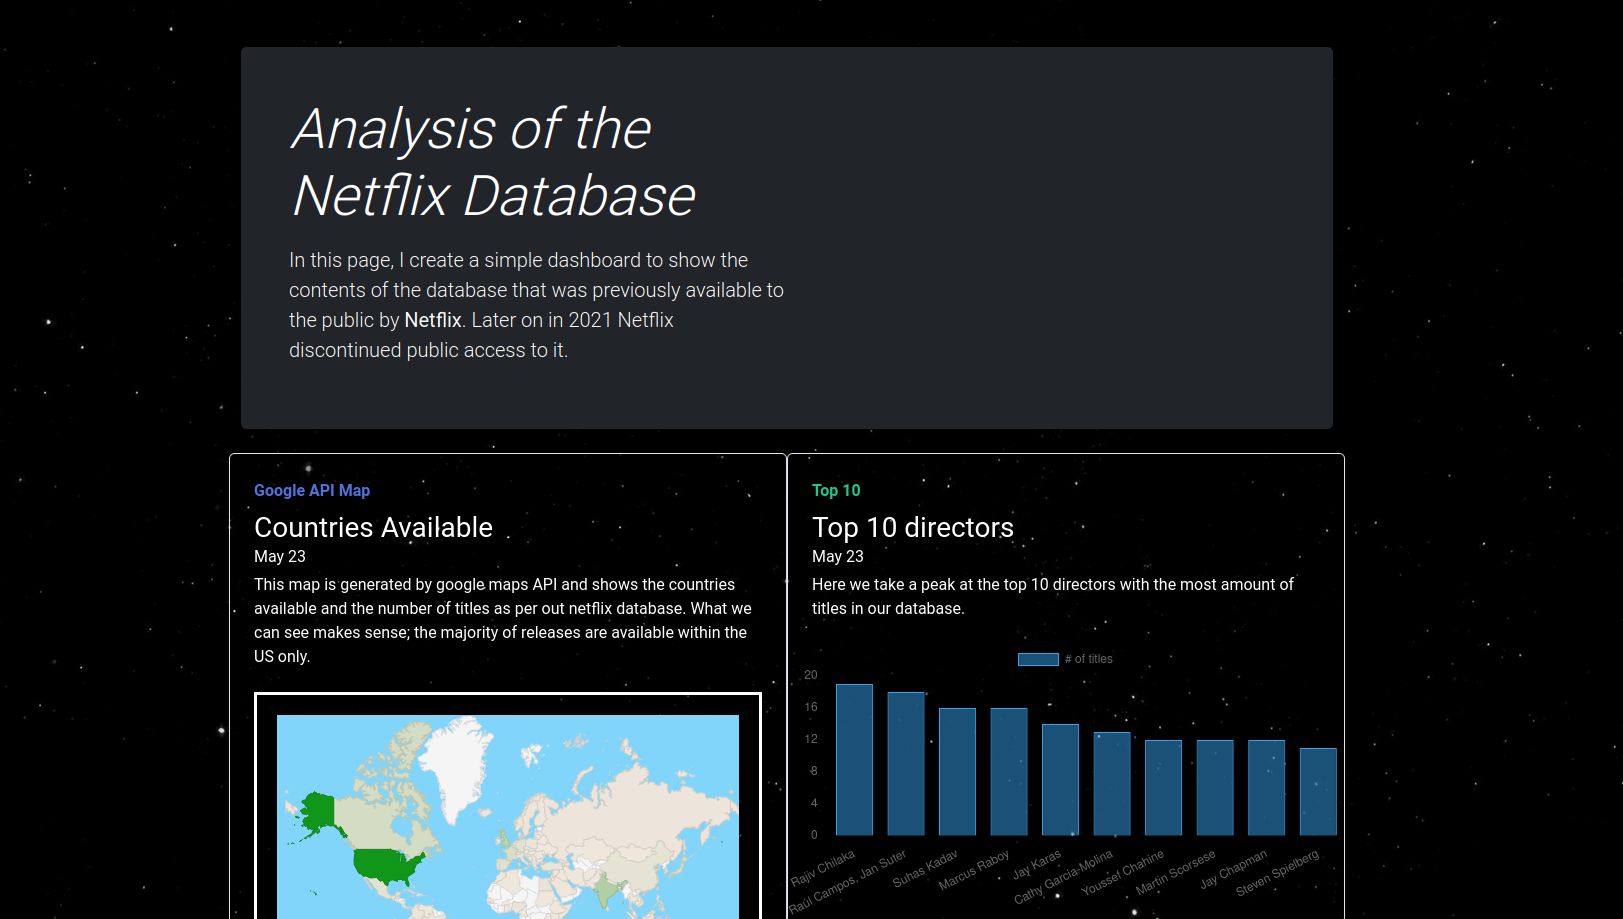 Analysis of the
Netflix Database
In this page, I create a simple dashboard to show the
contents of the database that was previously available to
the public by Netflix. Later on in 2021 Netflix
discontinued public access to it.
Google API Map
Countries Available
May 23
This map is generated by google maps API and shows the countries
available and the number of titles as per out netflix database. What we
can see makes sense; the majority of releases are available within the
US only.
Top 10
Top 10 directors
May 23
Here we take a peak at the top 10 directors with the most amount of
titles in our database.
# of titles
20
16
12
8
4
0
Rajiv Chilaka
Raúl Campos, Jan Suter
Suhas Kadav
Marcus Raboy
Jay Karas
Cathy Garcia-Molina
Youssef Chahine
Martin Scorsese
Jay Chapman
Steven Spielberg